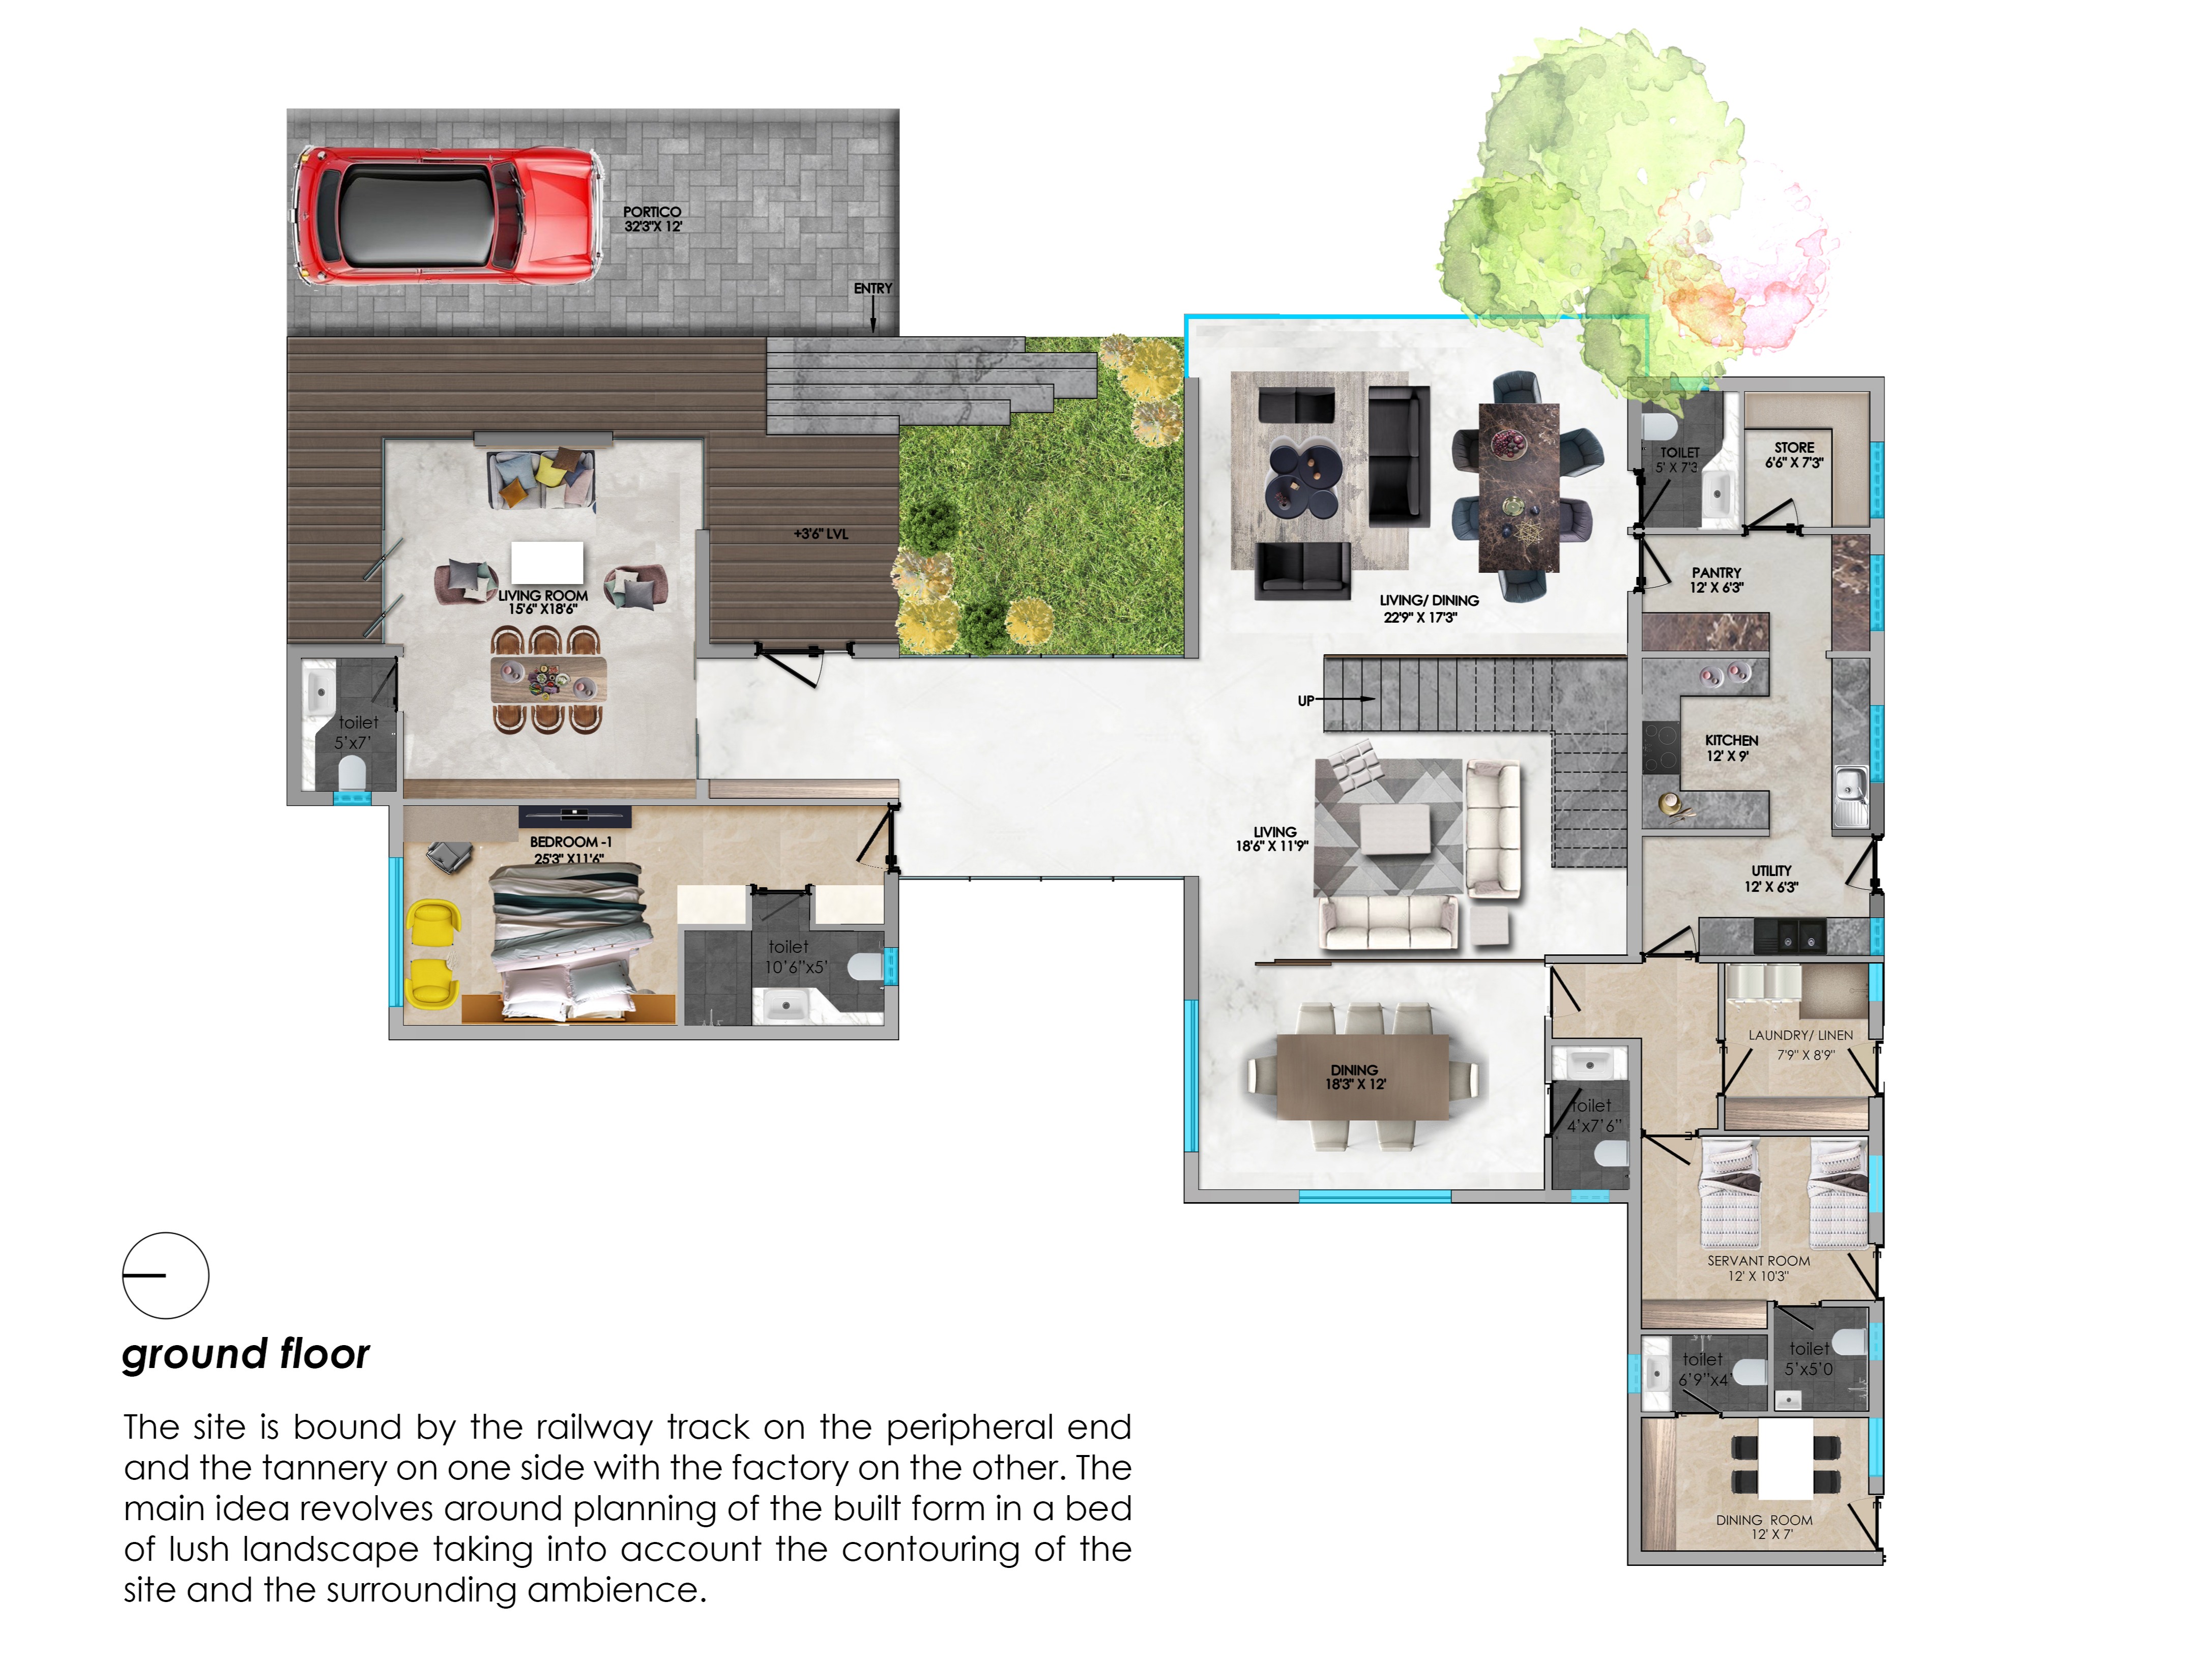 PORTICO
32'3"X 12'
ENTRY
+3'6" LVL
LIVING ROOM
15'6" X18'6"
toilet
5'x7'
BEDROOM -1
25'3" X11'6"
toilet
10'6"x5'
LIVING/ DINING
22'9" X 17'3"
TOILET
5' X 7'3
STORE
6'6" X 7'3"
PANTRY
12' X 6'3"
UP
KITCHEN
12' X 9'
LIVING
18'6" X 11'9"
UTILITY
12' X 6'3"
LAUNDRY/ LINEN
7'9" X 8'9"
DINING
18'3" X 12'
toilet
4'x7'6"
SERVANT ROOM
12' X 10'3"
toilet
6'9"x4'
toilet
5'x5'0
DINING ROOM
12' X 7'
ground floor
The site is bound by the railway track on the peripheral end
and the tannery on one side with the factory on the other. The
main idea revolves around planning of the built form in a bed
of lush landscape taking into account the contouring of the
site and the surrounding ambience.